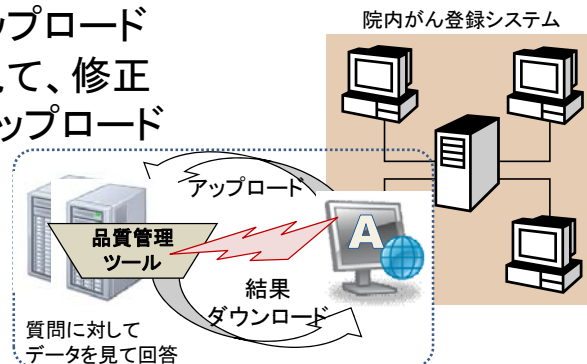 ップロード
えて、修正
ップロード
院内がん登録システム
アップロード
品質管理
ツール
A
結果
ダウンロード
質問に対して
データを見て回答